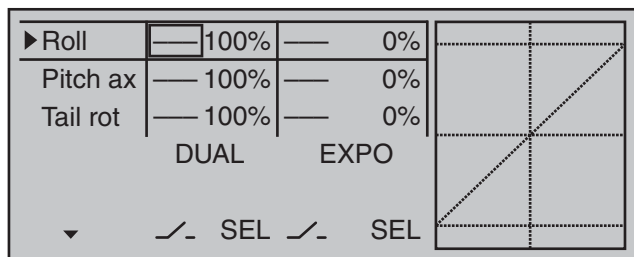 Roll ––– 100% ––– 0%
Pitch ax ––– 100% ––– 0%
Tail rot ––– 100% ––– 0%
DUAL EXPO
SEL SEL